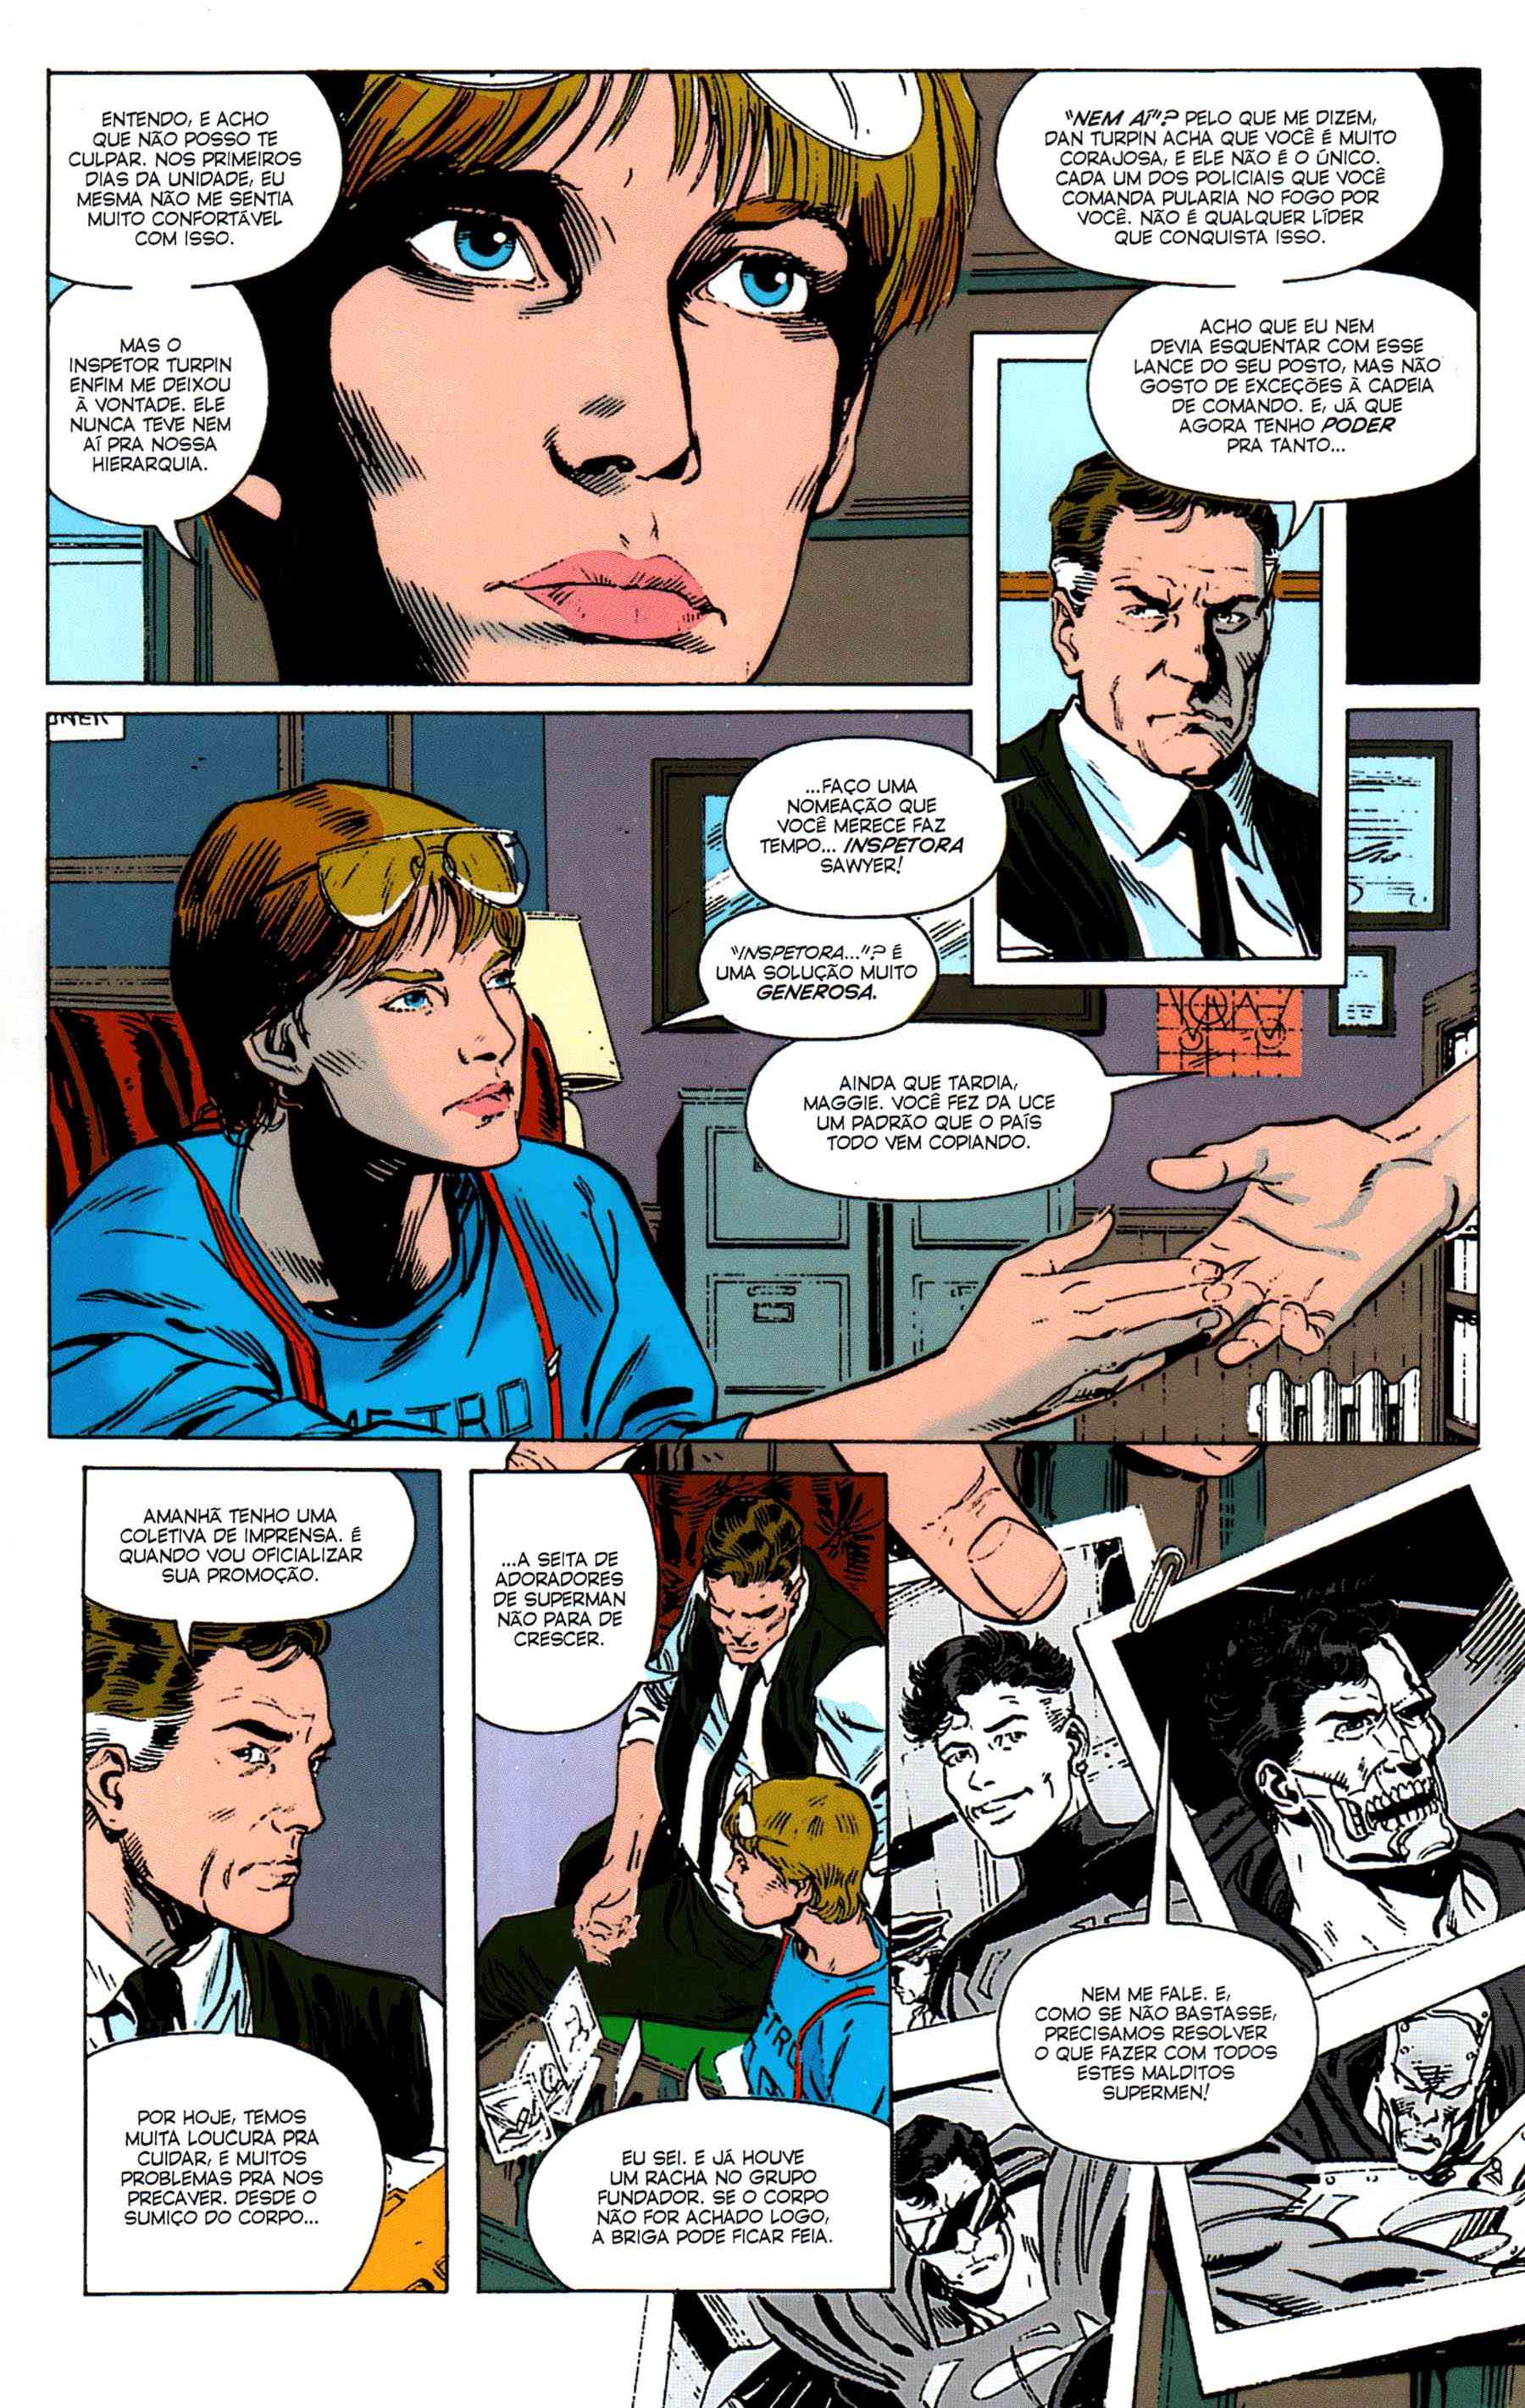 ENTENDO, E ACHO
QUE NÃO POSSO TE
CULPAR. NOS PRIMEIROS
DIAS DA UNIDADE, EU
MESMA NÃO ME SENTIA
MUITO CONFORTÁVEL
COM ISSO.
MAS O
INSPETOR TURPIN
ENFIM ME DEIXOU
À VONTADE. ELE
NUNCA TEVE NEM
AÍ PRA NOSSA
HIERARQUIA.
"NEM AÍ"? PELO QUE ME DIZEM,
DAN TURPIN ACHA QUE VOCÊ É MUITO
CORAJOSA, E ELE NÃO É O ÚNICO.
CADA UM DOS POLICIAIS QUE VOCÊ
COMANDA PULARIA NO FOGO POR
VOCÊ. NÃO É QUALQUER LÍDER
QUE CONQUISTA ISSO.
ACHO QUE EU NEM
DEVIA ESQUENTAR COM ESSE
LANCE DO SEU POSTO, MAS NÃO
GOSTO DE EXCEÇÕES À CADEIA
DE COMANDO. E, JÁ QUE
AGORA TENHO PODER
PRA TANTO...
...FAÇO UMA
NOMEAÇÃO QUE
VOCÊ MERECE FAZ
TEMPO... INSPETORA
SAWYER!
"INSPETORA..."? É
UMA SOLUÇÃO MUITO
GENEROSA.
AINDA QUE TARDIA,
MAGGIE. VOCÊ FEZ DA UCE
UM PADRÃO QUE O PAÍS
TODO VEM COPIANDO.
METRO
AMANHÃ TENHO UMA
COLETIVA DE IMPRENSA. É
QUANDO VOU OFICIALIZAR
SUA PROMOÇÃO.
POR HOJE, TEMOS
MUITA LOUCURA PRA
CUIDAR, E MUITOS
PROBLEMAS PRA NOS
PRECAVER. DESDE O
SUMIÇO DO CORPO...
...A SEITA DE
ADORADORES
DE SUPERMAN
NÃO PARA DE
CRESCER.
EU SEI. E JÁ HOUVE
UM RACHA NO GRUPO
FUNDADOR. SE O CORPO
NÃO FOR ACHADO LOGO,
A BRIGA PODE FICAR FEIA.
NEM ME FALE. E,
COMO SE NÃO BASTASSE,
PRECISAMOS RESOLVER
O QUE FAZER COM TODOS
ESTES MALDITOS
SUPERMEN!